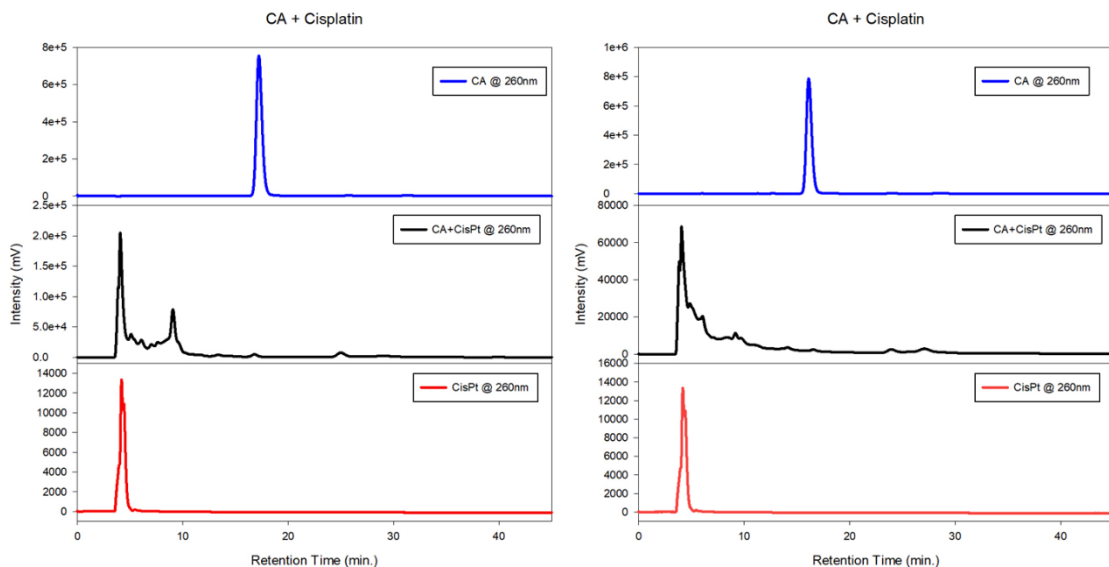 CA + Cisplatin
8e+5
6e+5
4e+5
2e+5
0
CA @ 260nm
2.5e+5
2.0e+5
1.5e+5
1.0e+5
5.0e+4
0.0
CA+CisPt @ 260nm
14000
12000
10000
8000
6000
4000
2000
0
CisPt @ 260nm
Intensity (mV)
0 10 20 30 40
Retention Time (min.)
CA + Cisplatin
1e+6
8e+5
6e+5
4e+5
2e+5
0
CA @ 260nm
80000
60000
40000
20000
0
CA+CisPt @ 260nm
16000
14000
12000
10000
8000
6000
4000
2000
0
CisPt @ 260nm
Intensity (mV)
0 10 20 30 40
Retention Time (min.)